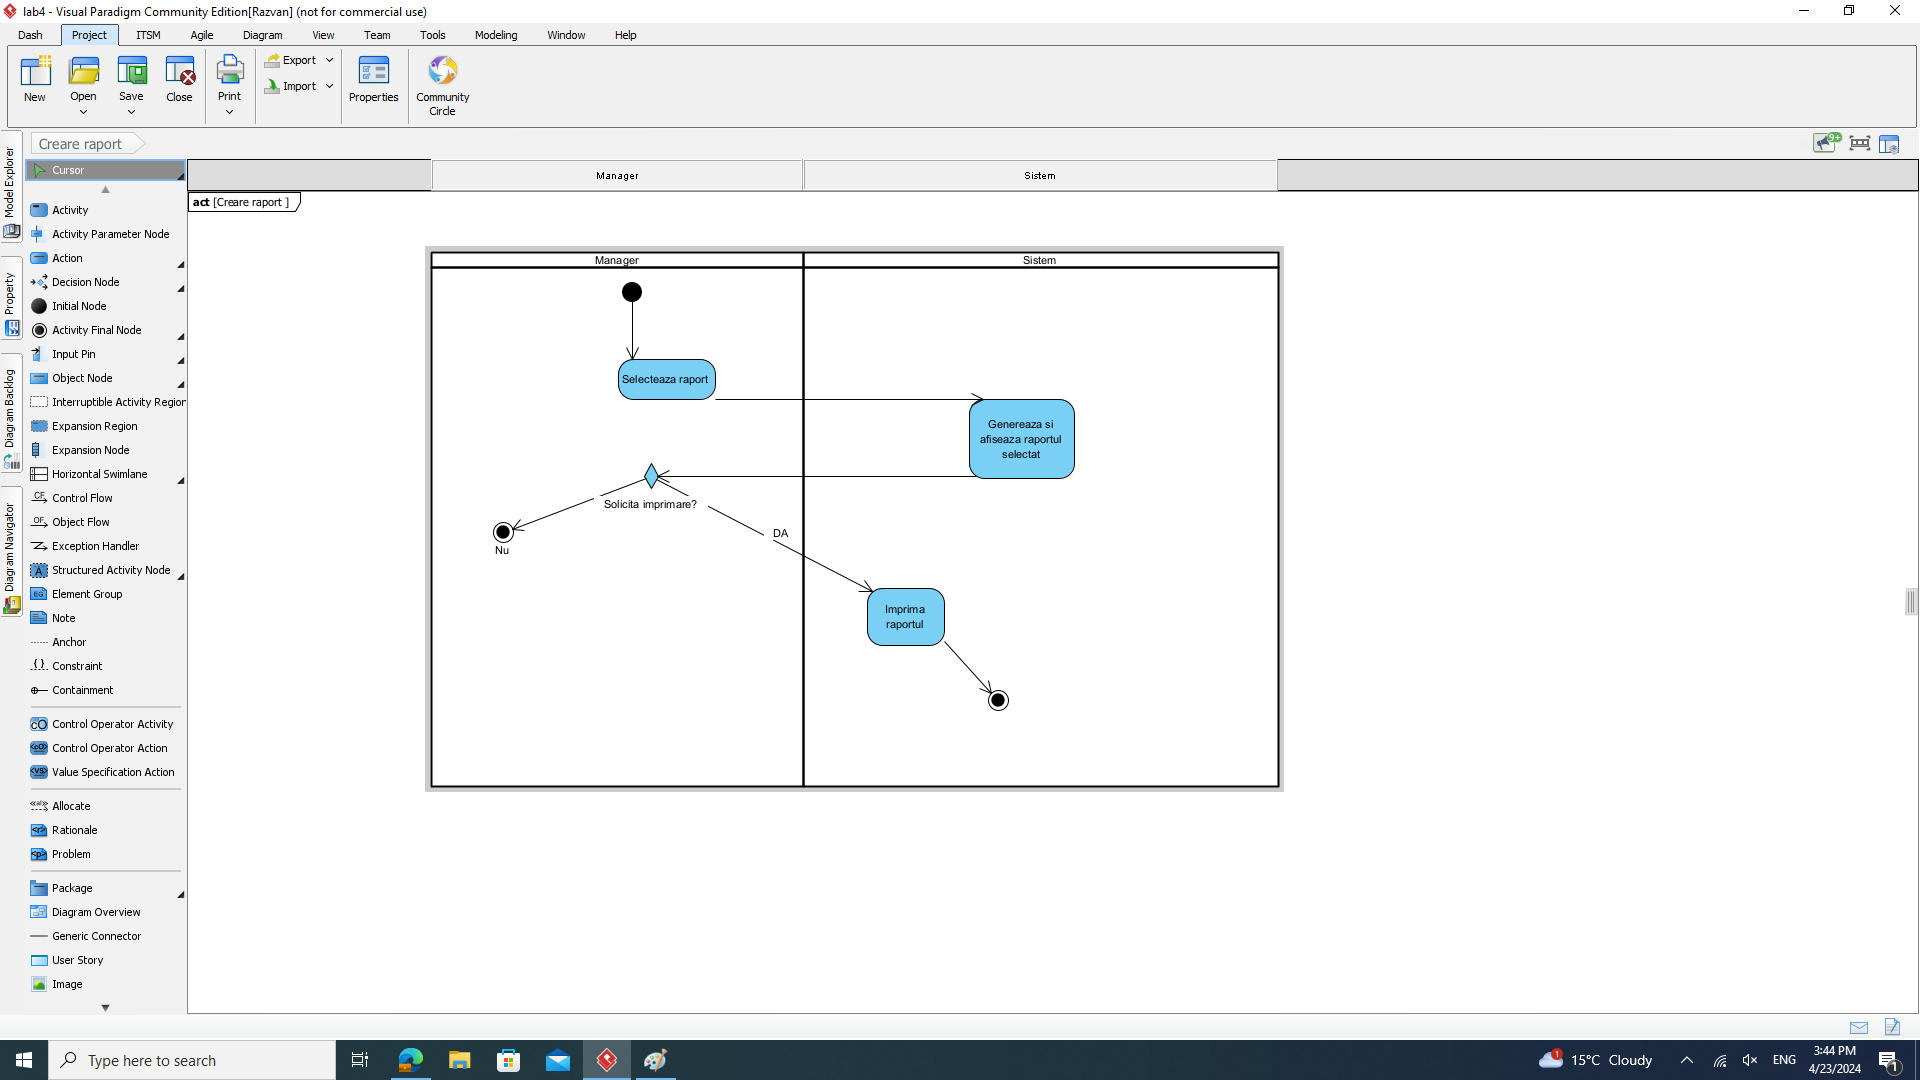 lab4 - Visual Paradigm Community Edition[Razvan] (not for commercial use)
Dash Project ITSM Agile Diagram View Team Tools Modeling Window Help
New
Open
Save
Close
Print
Export
Import
Properties
Community
Circle
Creare raport
9+
Model Explorer
Property
Diagram Backlog
Diagram Navigator
Cursor
Activity
Activity Parameter Node
Action
Decision Node
Initial Node
Activity Final Node
Input Pin
Object Node
Interruptible Activity Region
Expansion Region
Expansion Node
Horizontal Swimlane
Control Flow
Object Flow
Exception Handler
Structured Activity Node
Element Group
Note
Anchor
Constraint
Containment
Control Operator Activity
Control Operator Action
Value Specification Action
Allocate
Rationale
Problem
Package
Diagram Overview
Generic Connector
User Story
Image
Manager Sistem
act [Creare raport ]
Manager Sistem
Selecteaza raport
Genereaza si
afiseaza raportul
selectat
Solicita imprimare?
DA
Nu
Imprima
raportul
Type here to search
1
15°C Cloudy
ENG
3:44 PM
4/23/2024
1